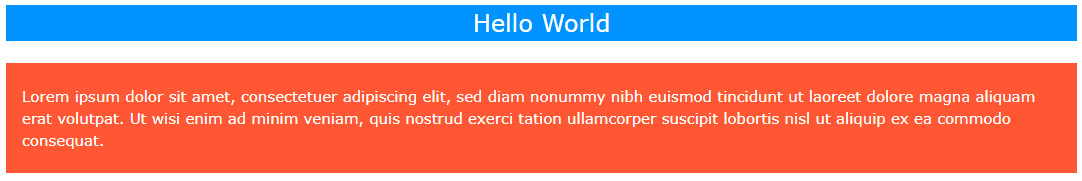 Hello World
Lorem ipsum dolor sit amet, consectetuer adipiscing elit, sed diam nonummy nibh euismod tincidunt ut laoreet dolore magna aliquam
erat volutpat. Ut wisi enim ad minim veniam, quis nostrud exerci tation ullamcorper suscipit lobortis nisl ut aliquip ex ea commodo
consequat.